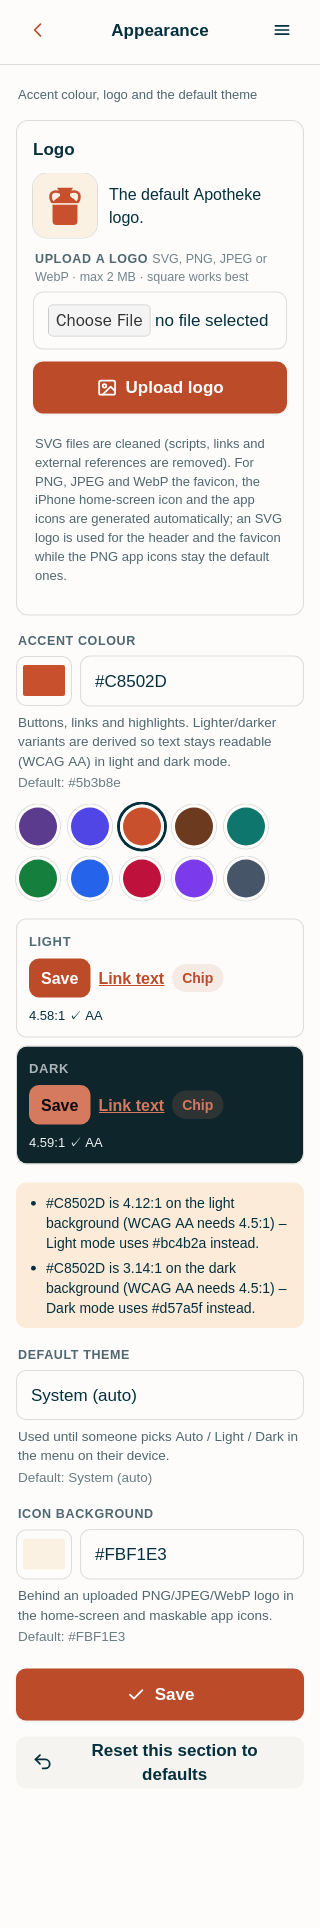 Appearance
Accent colour, logo and the default theme
Logo
The default Apotheke
logo.
UPLOAD A LOGO SVG, PNG, JPEG or
WebP · max 2 MB · square works best
Choose File no file selected
Upload logo
SVG files are cleaned (scripts, links and
external references are removed). For
PNG, JPEG and WebP the favicon, the
iPhone home-screen icon and the app
icons are generated automatically; an SVG
logo is used for the header and the favicon
while the PNG app icons stay the default
ones.
ACCENT COLOUR
#C8502D
Buttons, links and highlights. Lighter/darker
variants are derived so text stays readable
(WCAG AA) in light and dark mode.
Default: #5b3b8e
LIGHT
Save Link text Chip
4.58:1 ✓ AA
DARK
Save Link text Chip
4.59:1 ✓ AA
• #C8502D is 4.12:1 on the light
background (WCAG AA needs 4.5:1) –
Light mode uses #bc4b2a instead.
• #C8502D is 3.14:1 on the dark
background (WCAG AA needs 4.5:1) –
Dark mode uses #d57a5f instead.
DEFAULT THEME
System (auto)
Used until someone picks Auto / Light / Dark in
the menu on their device.
Default: System (auto)
ICON BACKGROUND
#FBF1E3
Behind an uploaded PNG/JPEG/WebP logo in
the home-screen and maskable app icons.
Default: #FBF1E3
Save
Reset this section to
defaults